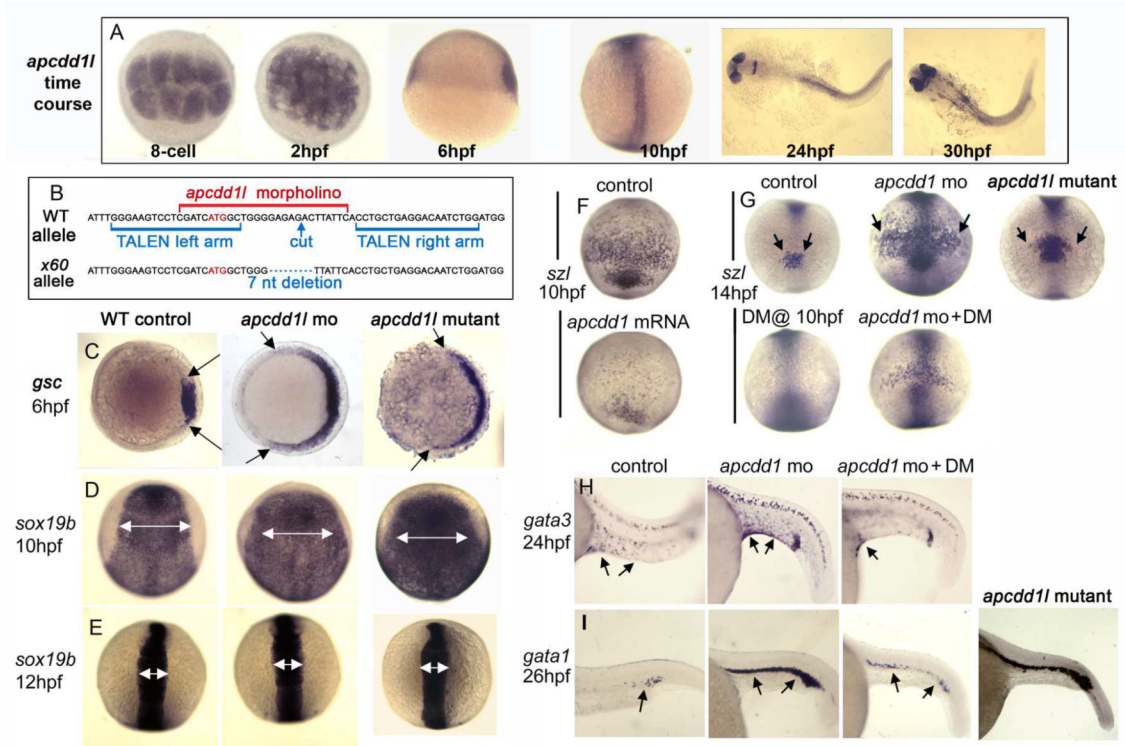 A
apcdd1l
time
course
8-cell
2hpf
6hpf
10hpf
24hpf
30hpf
B
apcdd1l morpholino
WT
allele
ATTTGGGAAGTCCTCGATCATGGCTGGGGAGAGACTTATTCACCTGCTGAGGACAATCTGGATGG
TALEN left arm
cut
TALEN right arm
x60
allele
ATTTGGGAAGTCCTCGATCATGGCTGGG---------TTATTCACCTGCTGAGGACAATCTGGATGG
7 nt deletion
WT control
apcdd1l mo
apcdd1l mutant
C
gsc
6hpf
D
sox19b
10hpf
E
sox19b
12hpf
control
F
szl
10hpf
apcdd1 mRNA
G
control
apcdd1 mo
apcdd1l mutant
szl
14hpf
DM@ 10hpf
apcdd1 mo+DM
control
apcdd1 mo
apcdd1 mo + DM
H
gata3
24hpf
I
gata1
26hpf
apcdd1l mutant